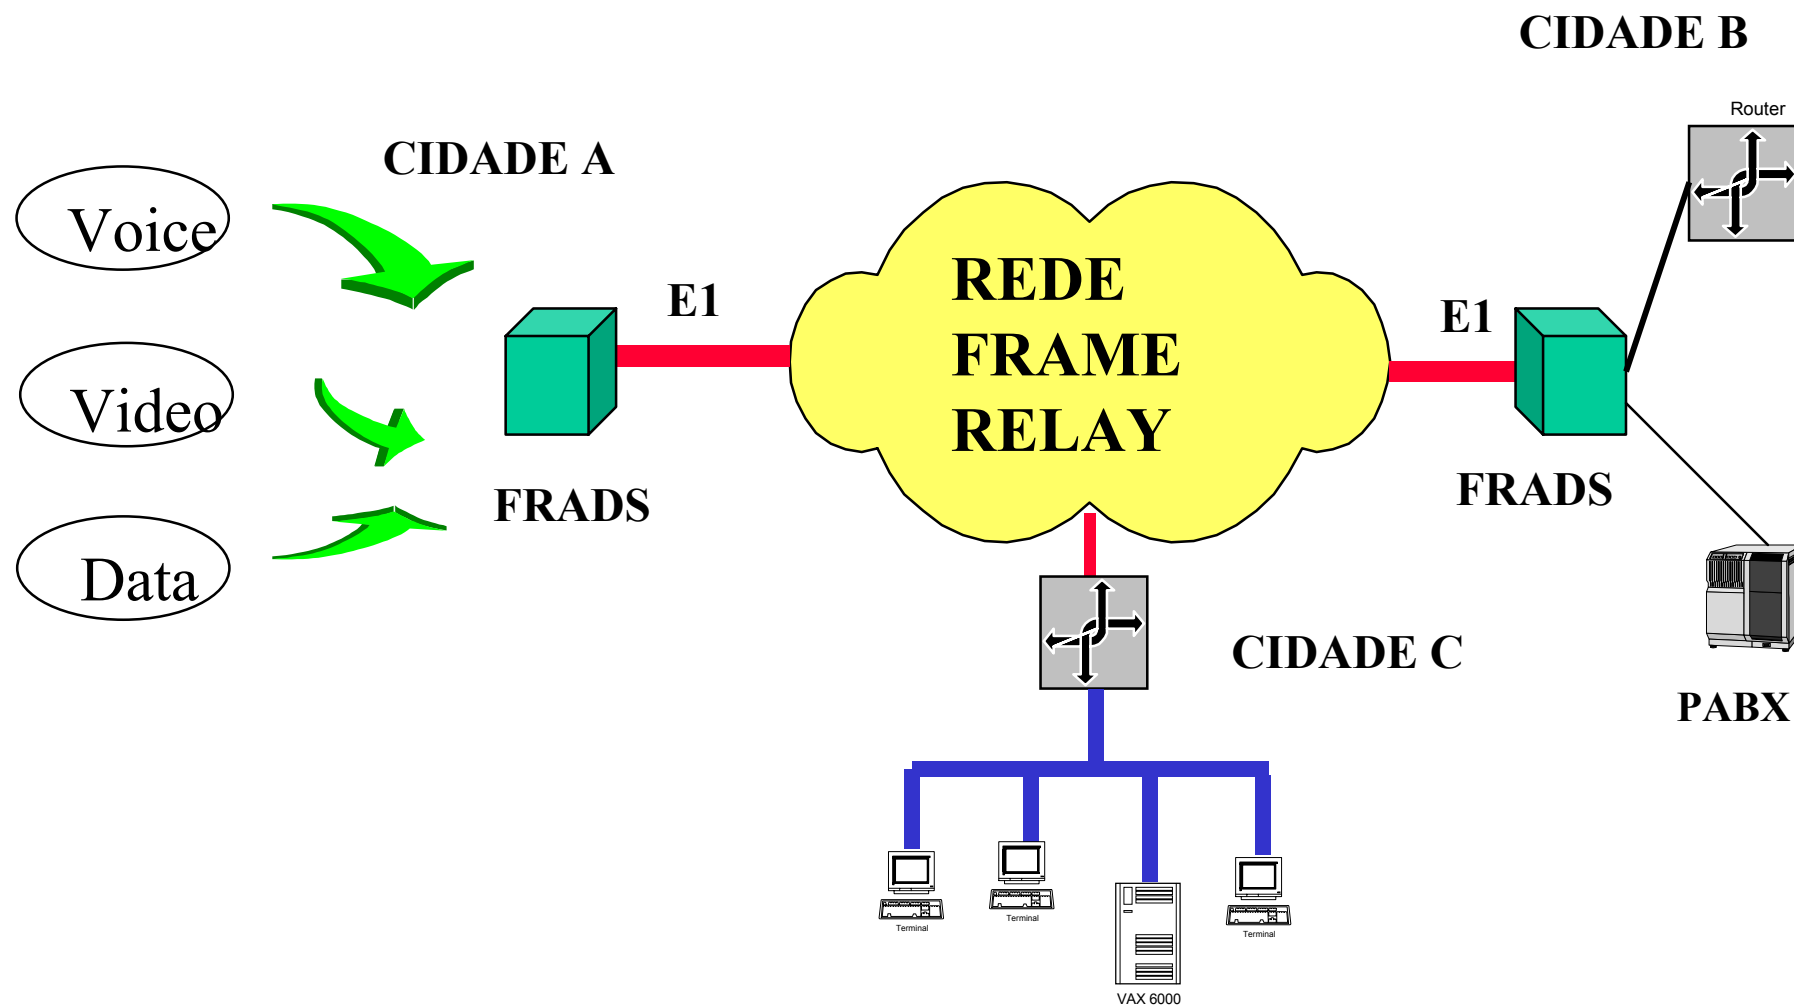 CIDADE B
Router
CIDADE A
Voice
REDE
FRAME
RELAY
E1
E1
Video
FRADS
FRADS
Data
CIDADE C
PABX
Terminal
Terminal
Terminal
VAX 6000